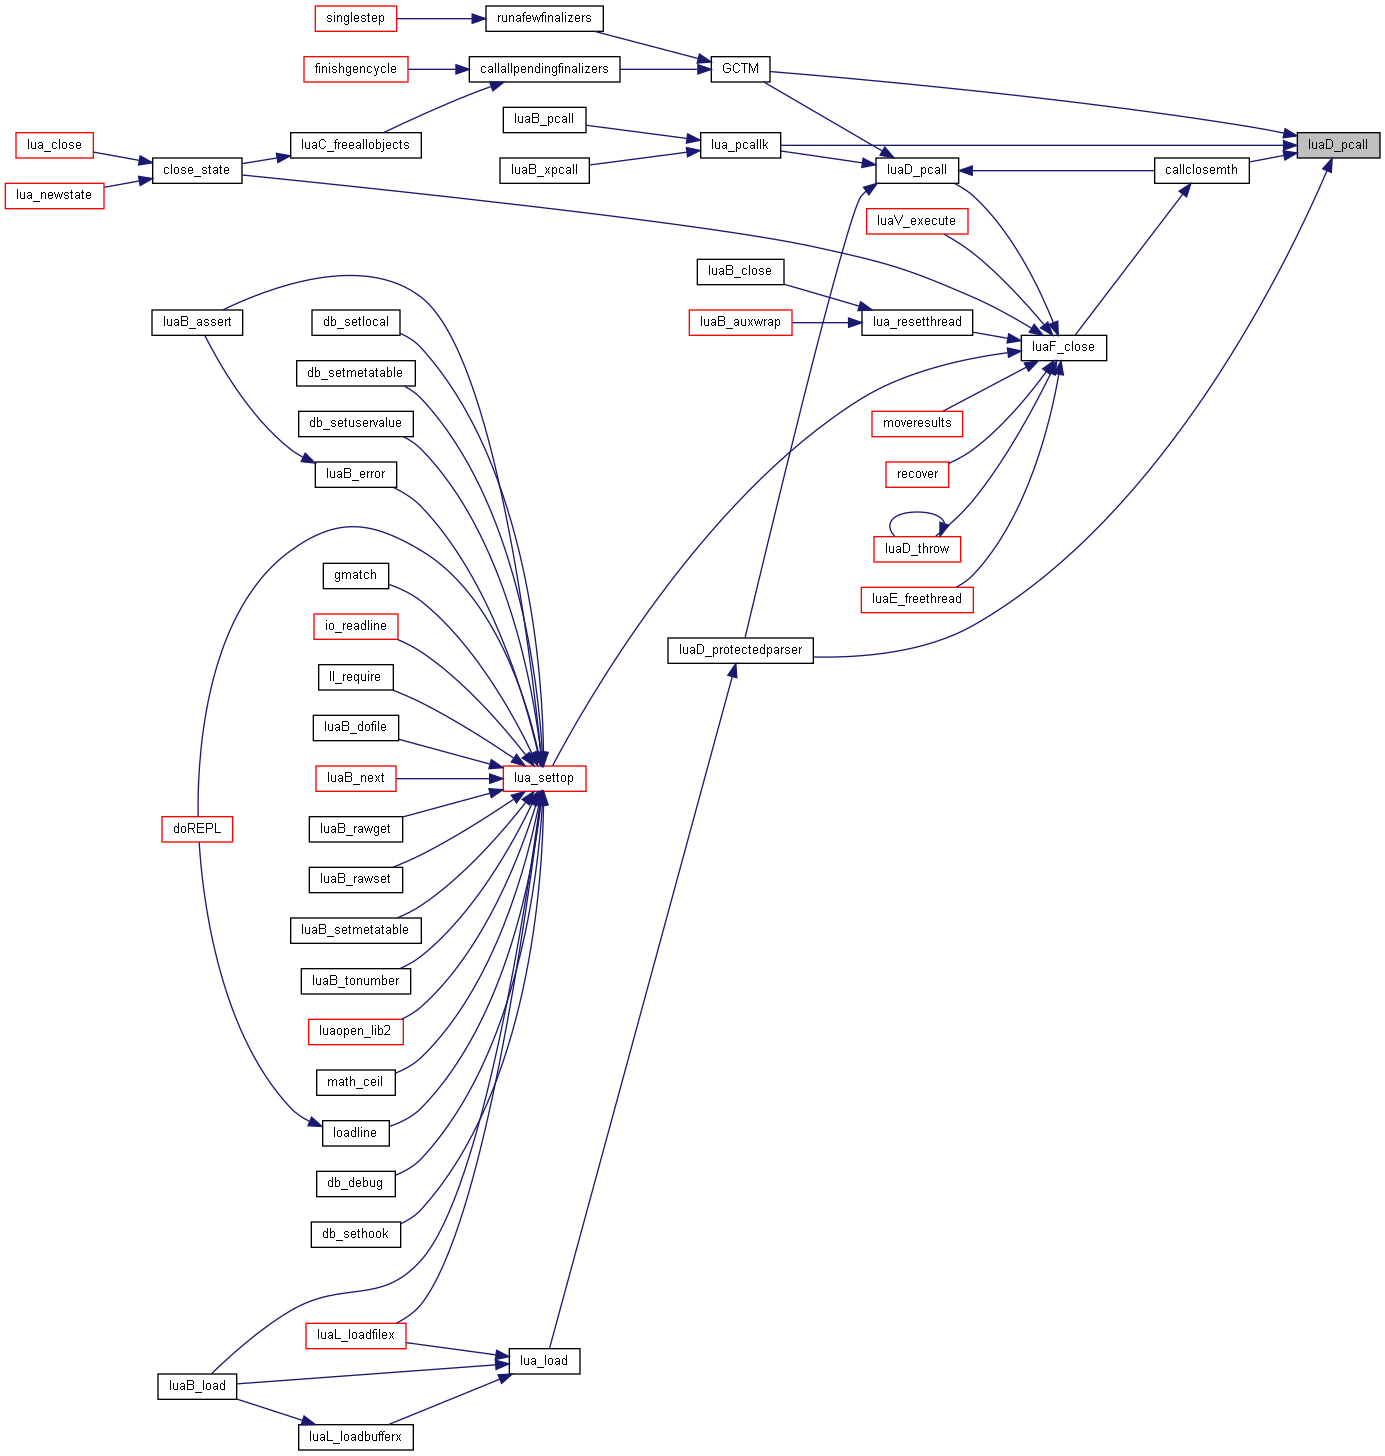 singlestep
runafewfinalizers
finishgencycle
callallpendingfinalizers
GCTM
luaB_pcall
lua_close
luaC_freeallobjects
lua_pcallk
luaD_pcall
close_state
luaB_xpcall
luaD_pcall
callclosemth
lua_newstate
luaV_execute
luaB_close
luaB_assert
db_setlocal
luaB_auxwrap
lua_resetthread
luaF_close
db_setmetatable
db_setuservalue
moveresults
luaB_error
recover
luaD_throw
gmatch
luaE_freethread
io_readline
luaD_protectedparser
ll_require
luaB_dofile
luaB_next
lua_settop
doREPL
luaB_rawget
luaB_rawset
luaB_setmetatable
luaB_tonumber
luaopen_lib2
math_ceil
loadline
db_debug
db_sethook
luaL_loadfilex
lua_load
luaB_load
luaL_loadbufferx